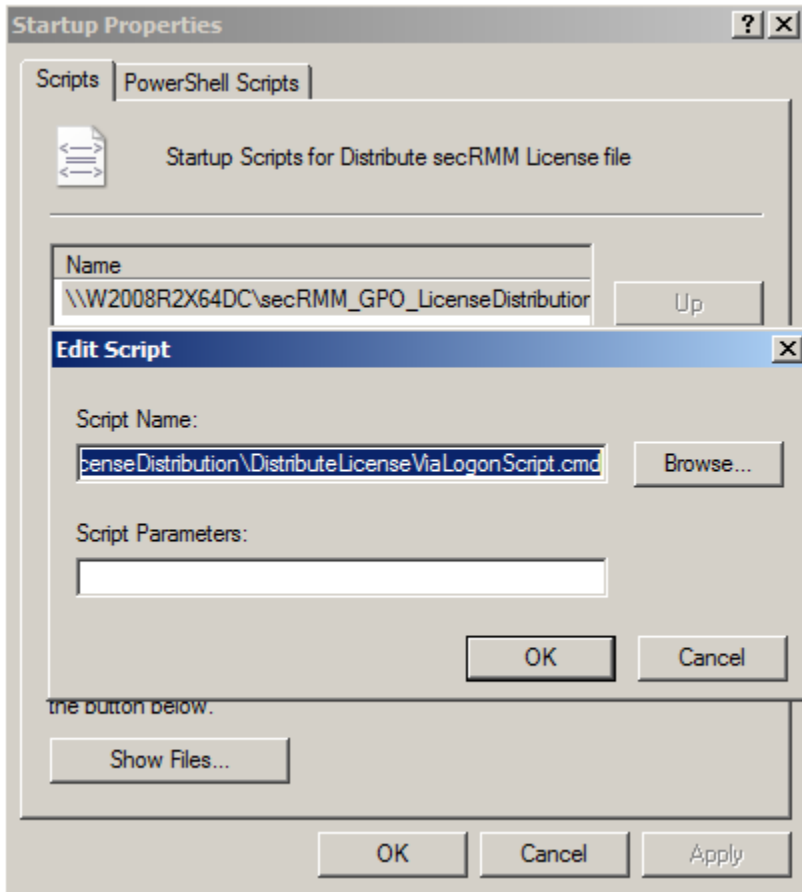 Startup Properties
Scripts
PowerShell Scripts
Startup Scripts for Distribute secRMM License file
Name
\\W2008R2X64DC\secRMM_GPO_LicenseDistribution
Up
Edit Script
Script Name:
censeDistribution\DistributeLicenseViaLogonScript.cmd
Browse...
Script Parameters:
OK
Cancel
the button below.
Show Files...
OK
Cancel
Apply